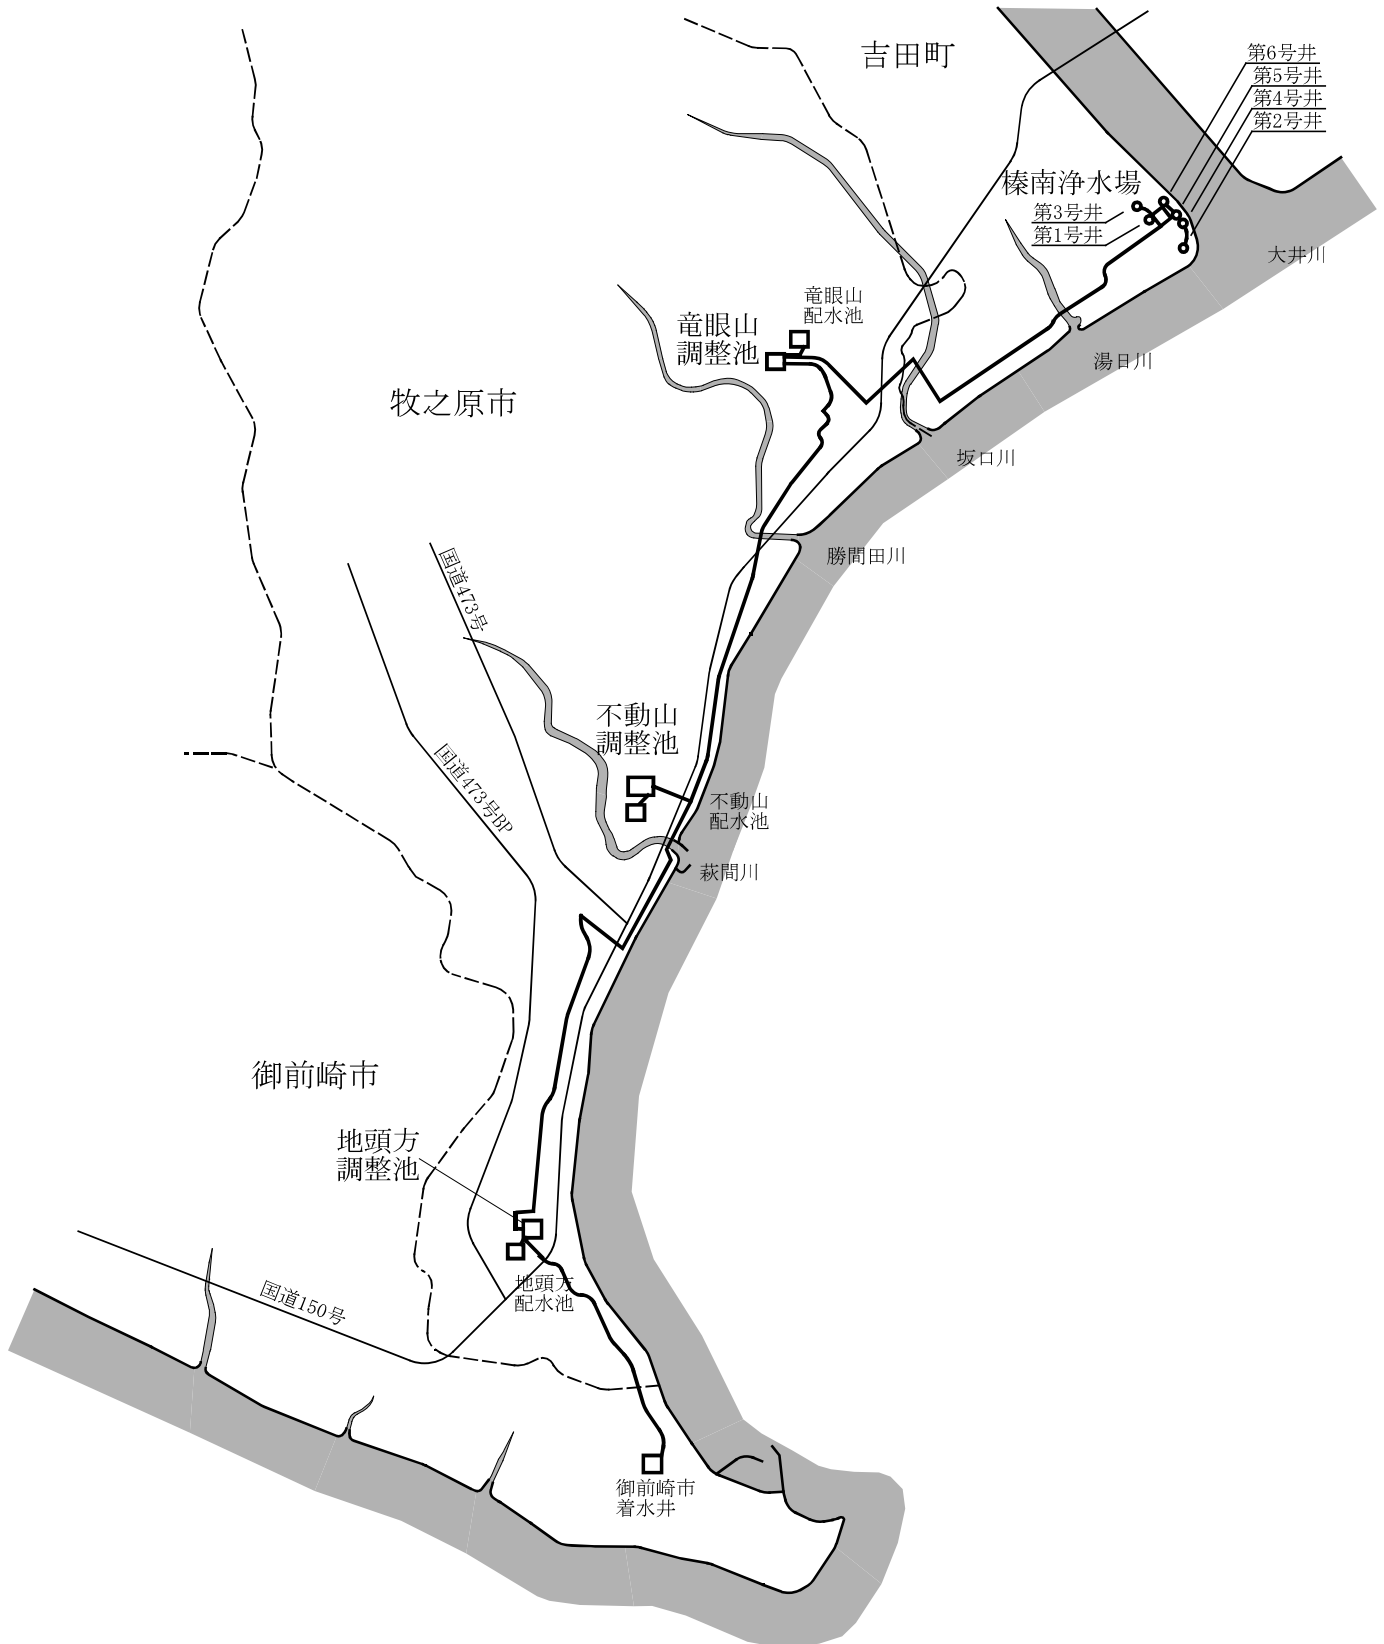 吉田町
第6号井
第5号井
第4号井
第2号井
榛南浄水場
第3号井
第1号井
大井川
竜眼山
配水池
竜眼山
調整池
湯日川
牧之原市
坂口川
勝間田川
国道473号
不動山
調整池
国道473号BP
不動山
配水池
萩間川
御前崎市
地頭方
調整池
国道150号
地頭方
配水池
御前崎市
着水井